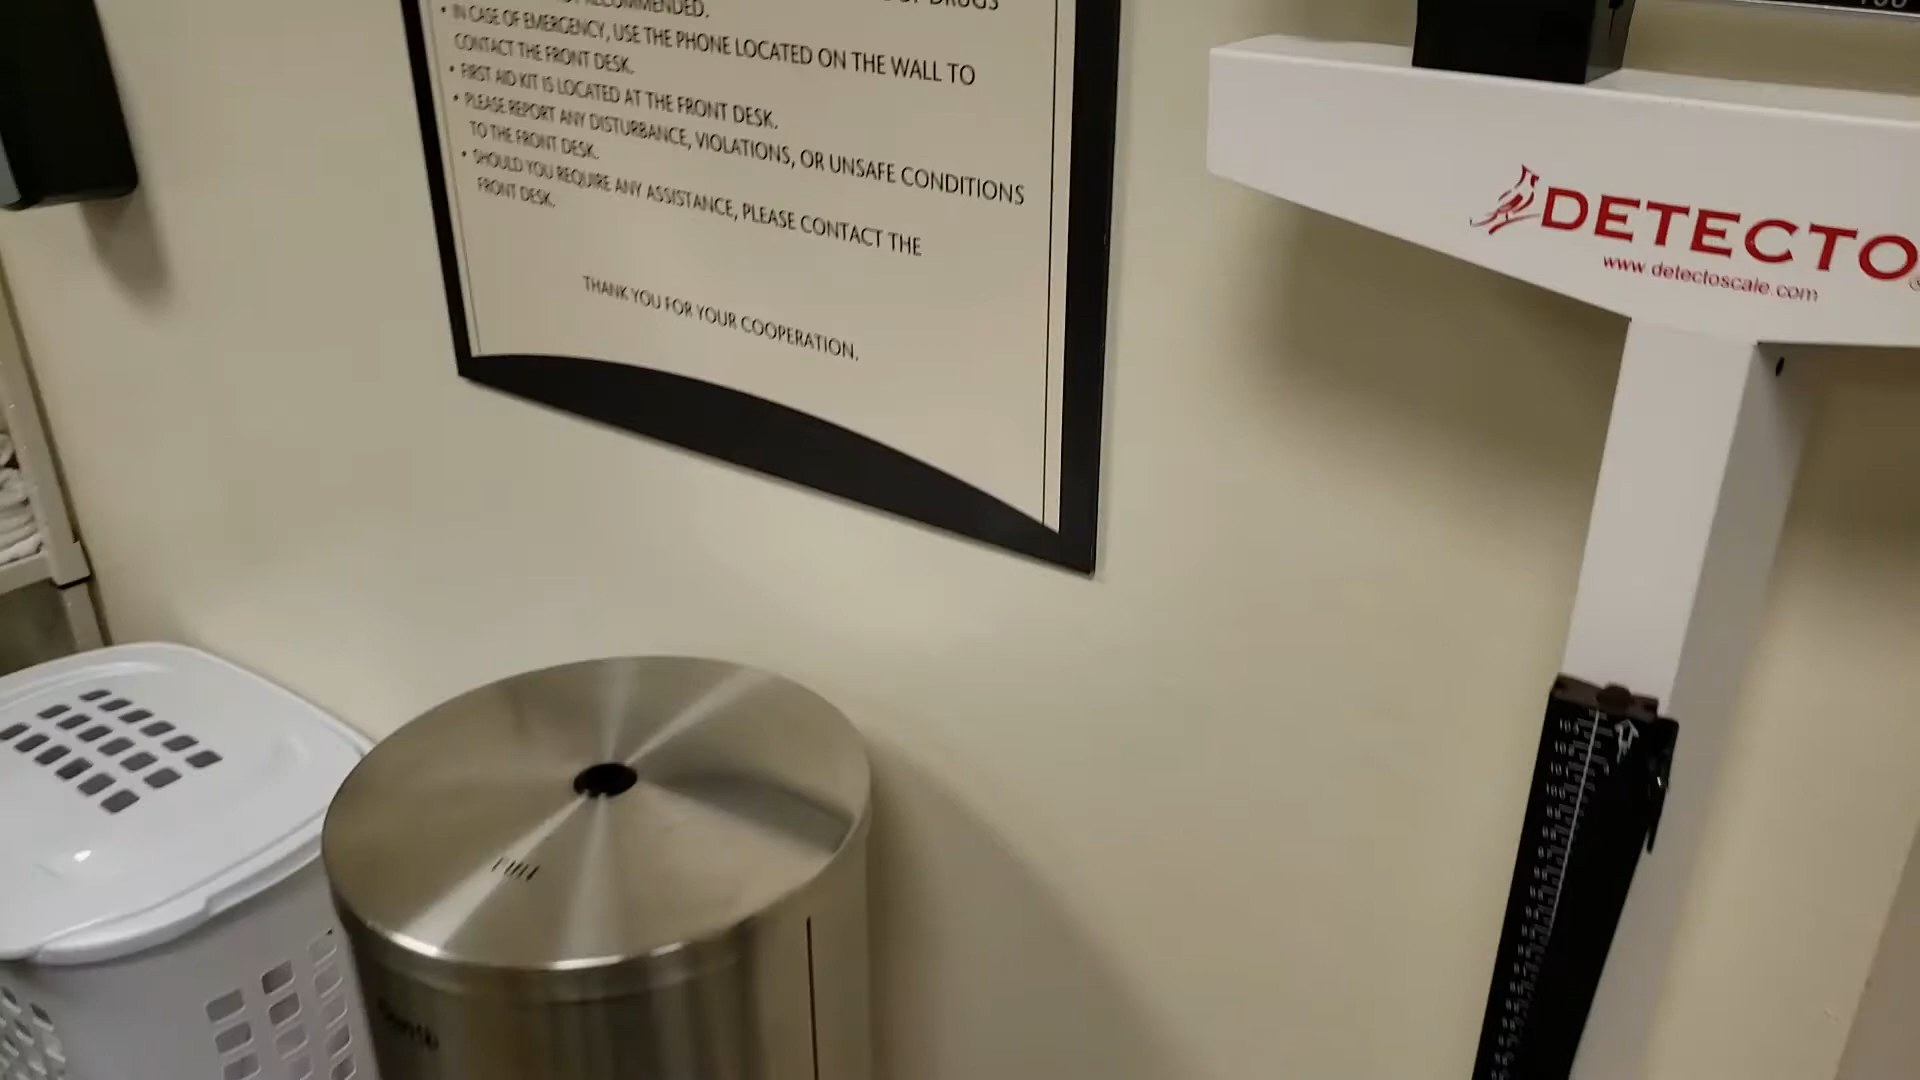 DRUGS
RECOMMENDED.
• IN CASE OF EMERGENCY, USE THE PHONE LOCATED ON THE WALL TO
CONTACT THE FRONT DESK.
• FIRST AID KIT IS LOCATED AT THE FRONT DESK.
• PLEASE REPORT ANY DISTURBANCE, VIOLATIONS, OR UNSAFE CONDITIONS
TO THE FRONT DESK.
• SHOULD YOU REQUIRE ANY ASSISTANCE, PLEASE CONTACT THE
FRONT DESK.
THANK YOU FOR YOUR COOPERATION.
DETECTO®
www.detectoscale.com